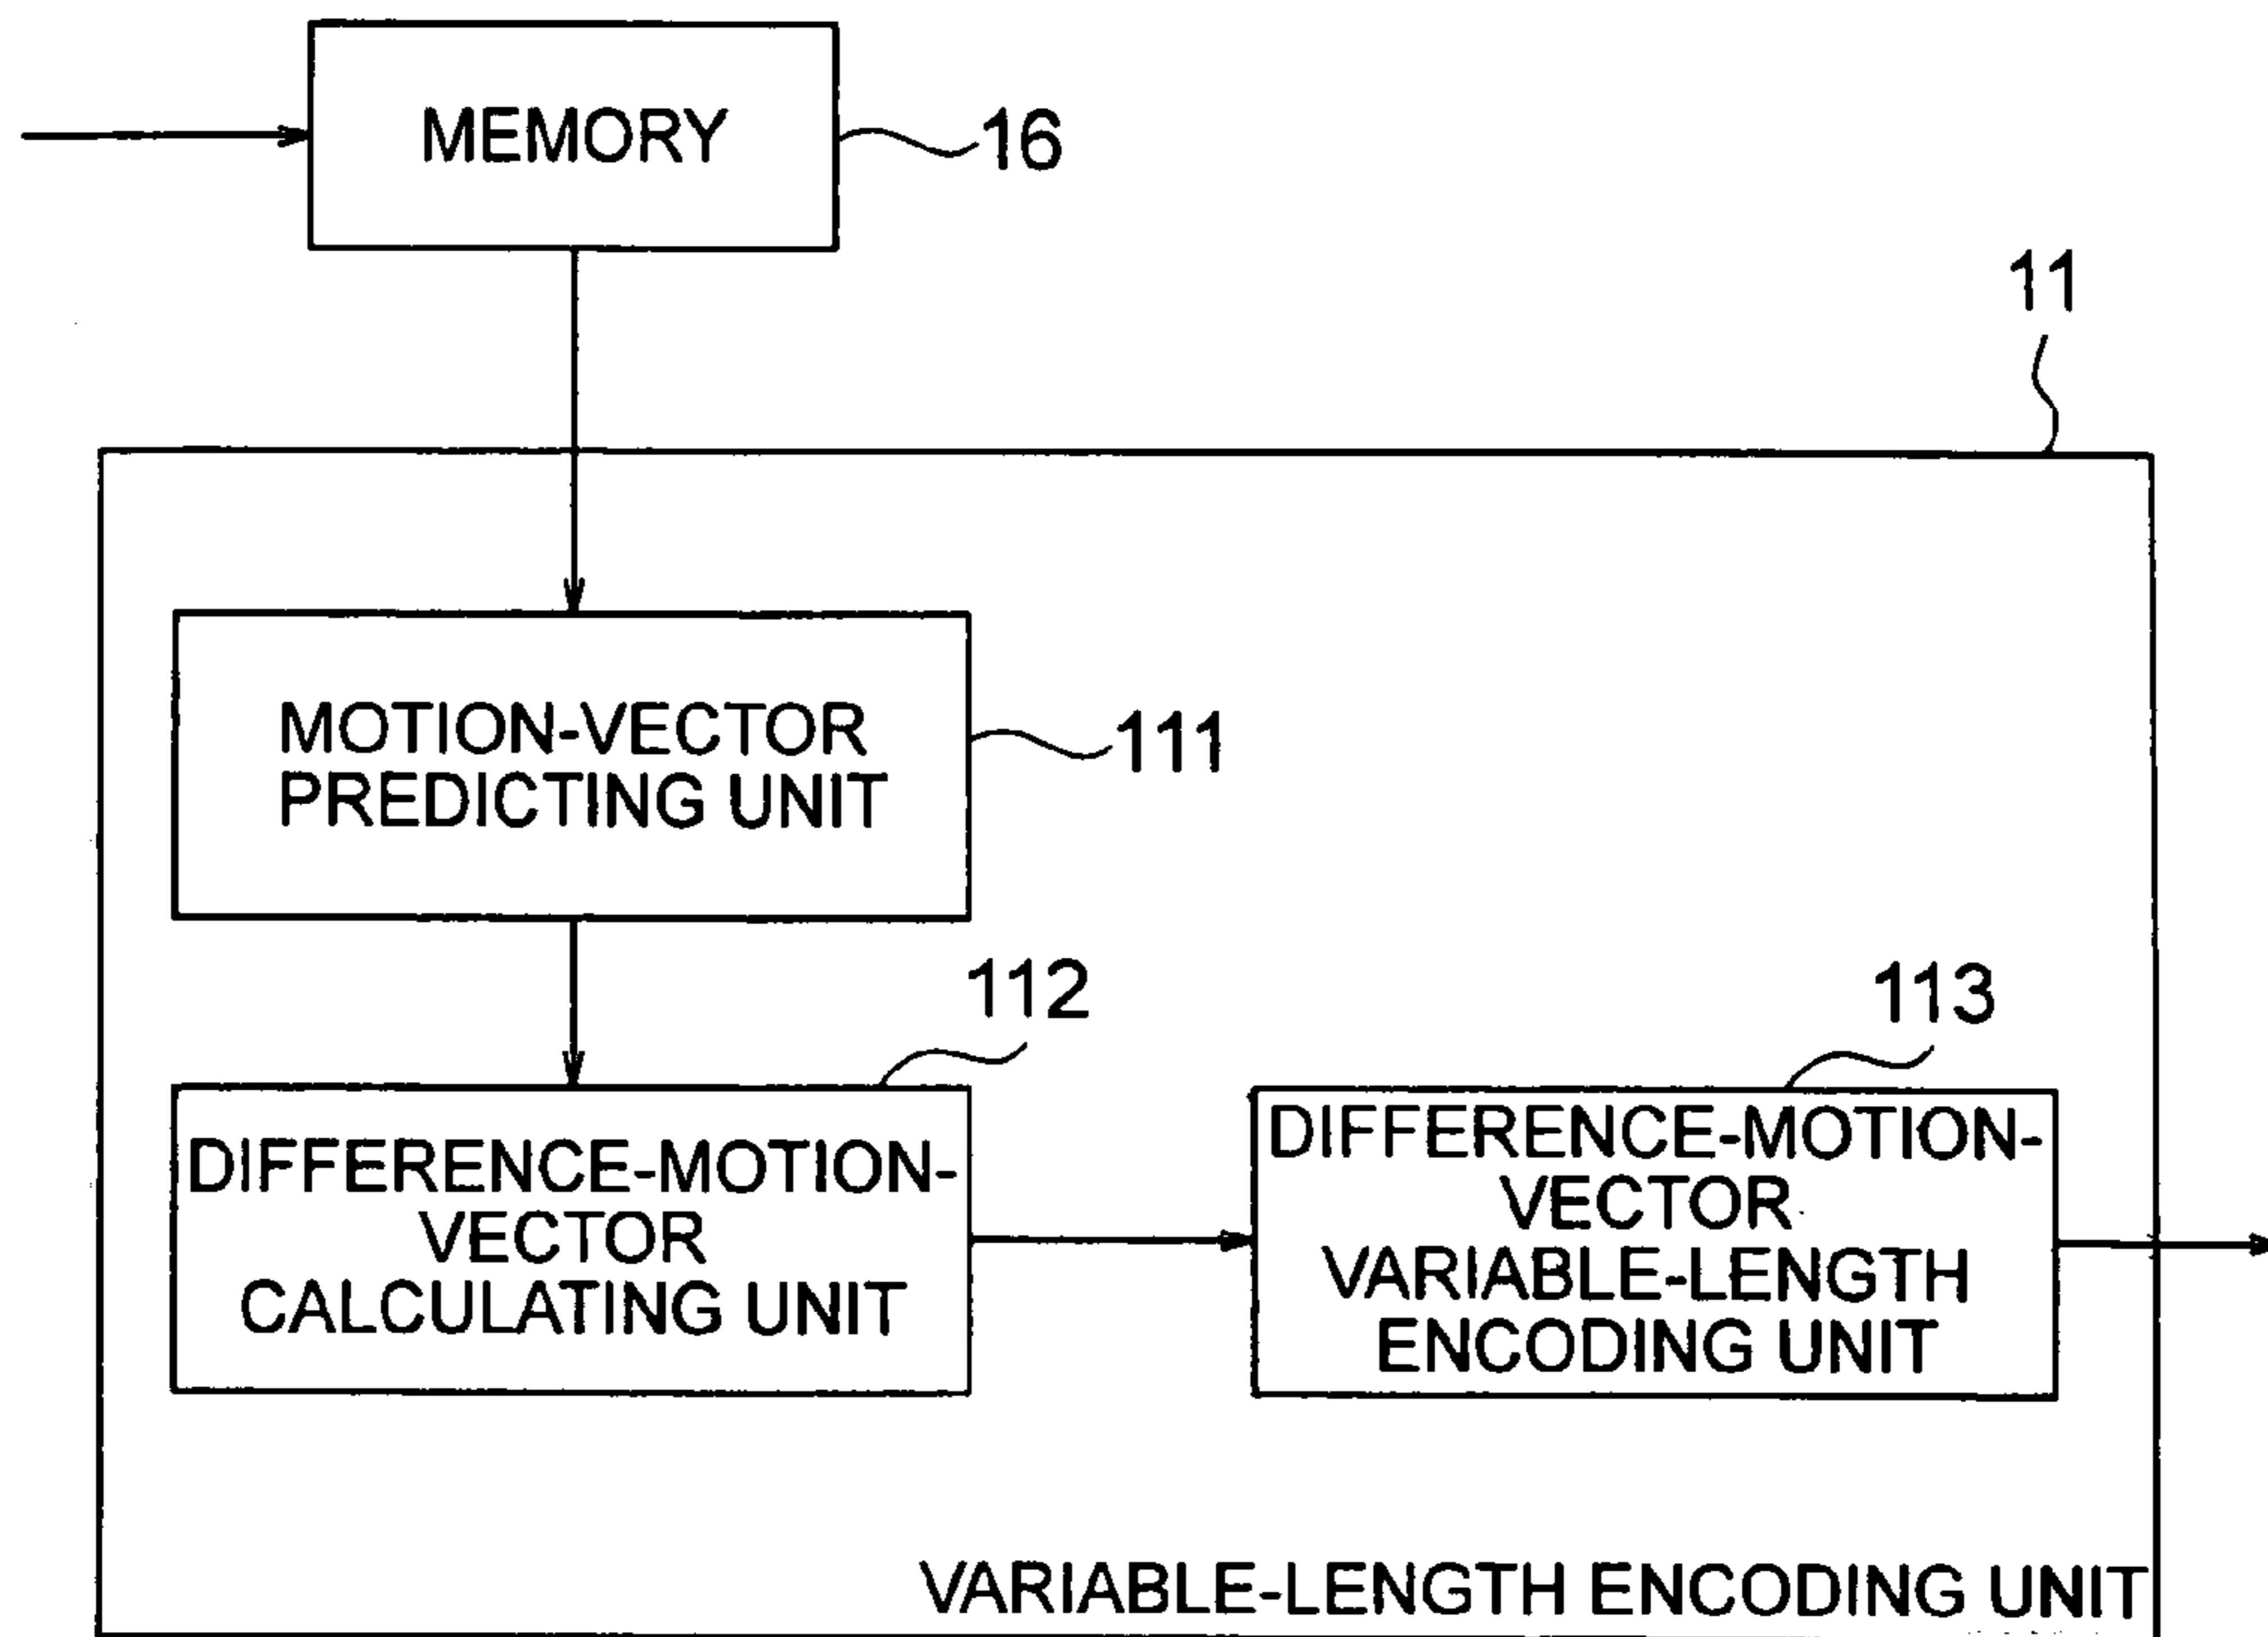 MEMORY
16
11
MOTION-VECTOR
PREDICTING UNIT
111
112
113
DIFFERENCE-MOTION-
VECTOR
CALCULATING UNIT
DIFFERENCE-MOTION-
VECTOR
VARIABLE-LENGTH
ENCODING UNIT
VARIABLE-LENGTH ENCODING UNIT